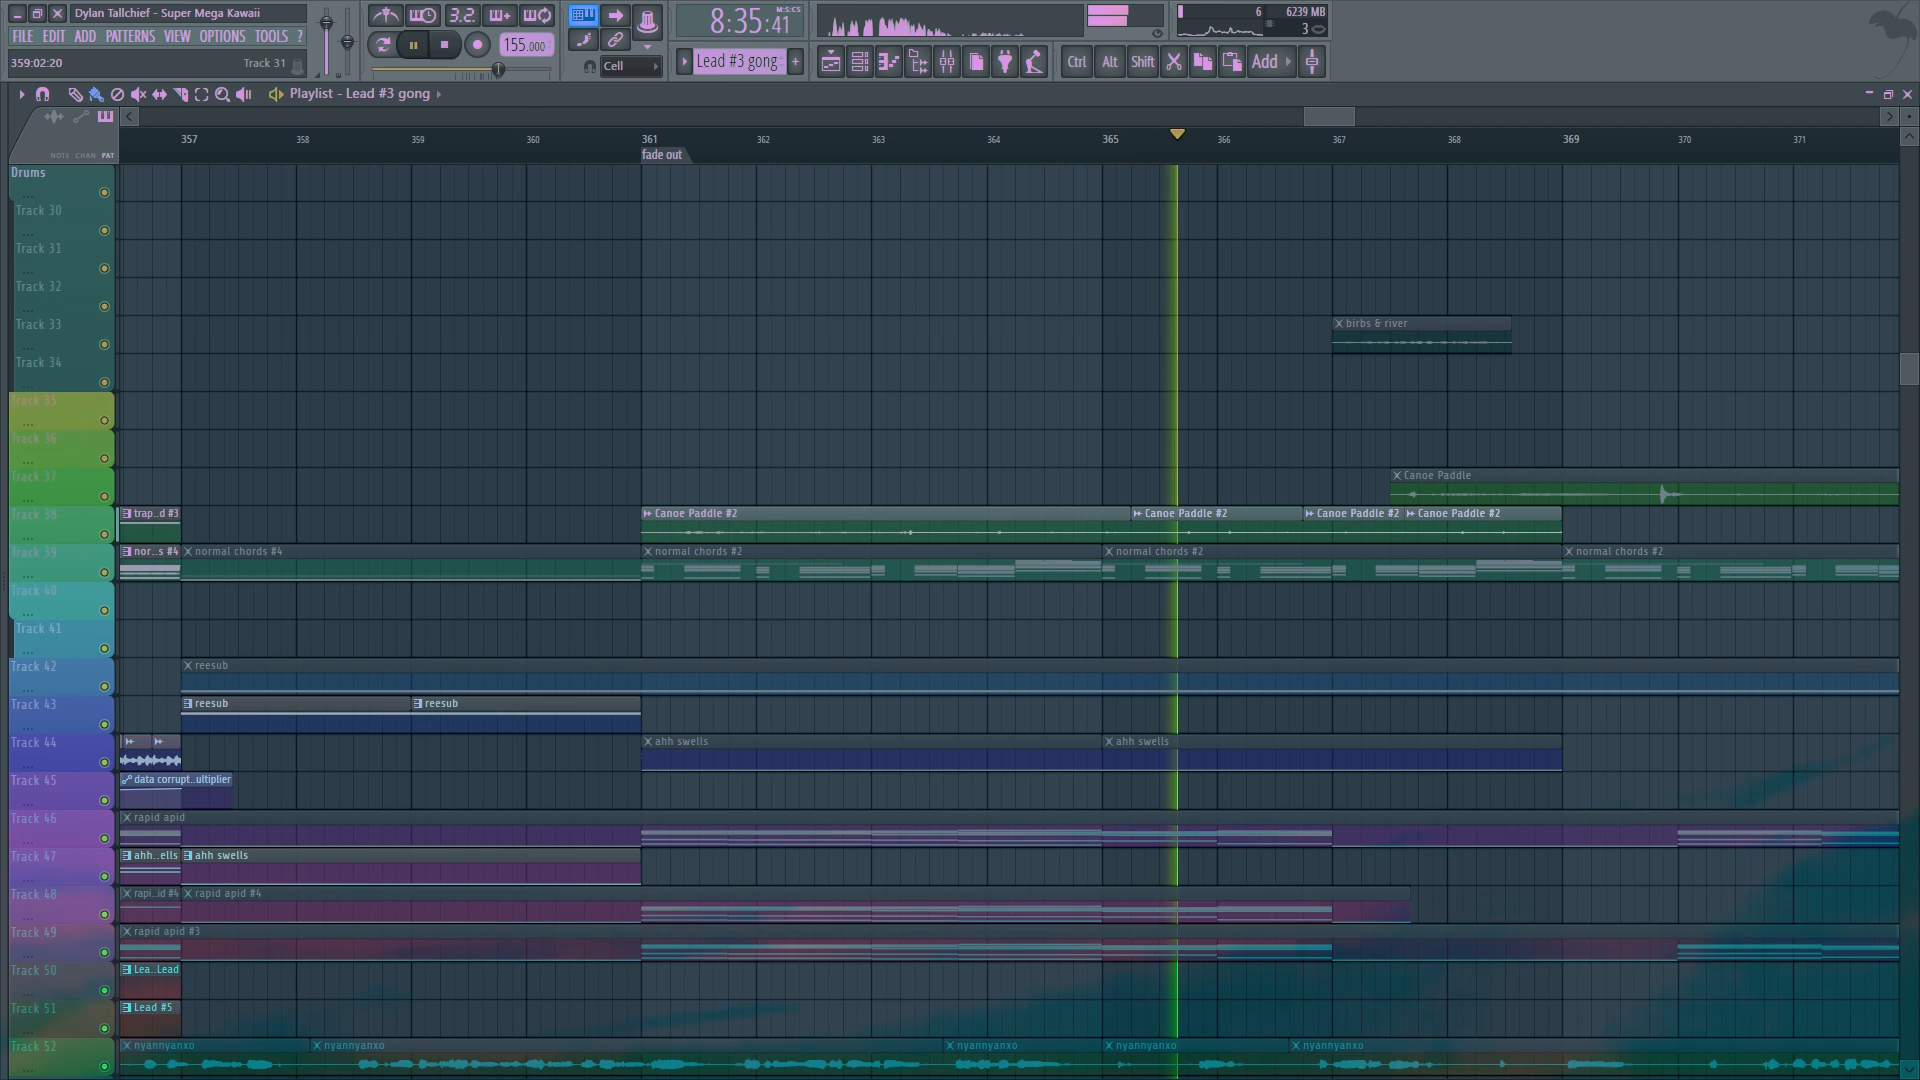 Dylan Tallchief - Super Mega Kawaii
FILE EDIT ADD PATTERNS VIEW OPTIONS TOOLS ?
359:02:20 Track 31
3.2.
155.000
Cell
8:35:41 M:S:CS
Lead #3 gong +
6 6239 MB
3
Ctrl Alt Shift Add
Playlist - Lead #3 gong
NOTE CHAN PAT
357 358 359 360 361 362 363 364 365 366 367 368 369 370 371
fade out
Drums
Track 30
Track 31
Track 32
Track 33 birbs & river
Track 34
Track 35
Track 36
Track 37 Canoe Paddle
Track 38 trap..d #3 Canoe Paddle #2 Canoe Paddle #2 Canoe Paddle #2 Canoe Paddle #2
Track 39 nor..s #4 normal chords #4 normal chords #2 normal chords #2 normal chords #2
Track 40
Track 41
Track 42 reesub
Track 43 reesub reesub
Track 44 ahh swells ahh swells
Track 45 data corrupt..ultiplier
Track 46 rapid apid
Track 47 ahh..ells ahh swells
Track 48 rapi..id #4 rapid apid #4
Track 49 rapid apid #3
Track 50 Lea..Lead
Track 51 Lead #5
Track 52 nyannyanxo nyannyanxo nyannyanxo nyannyanxo nyannyanxo